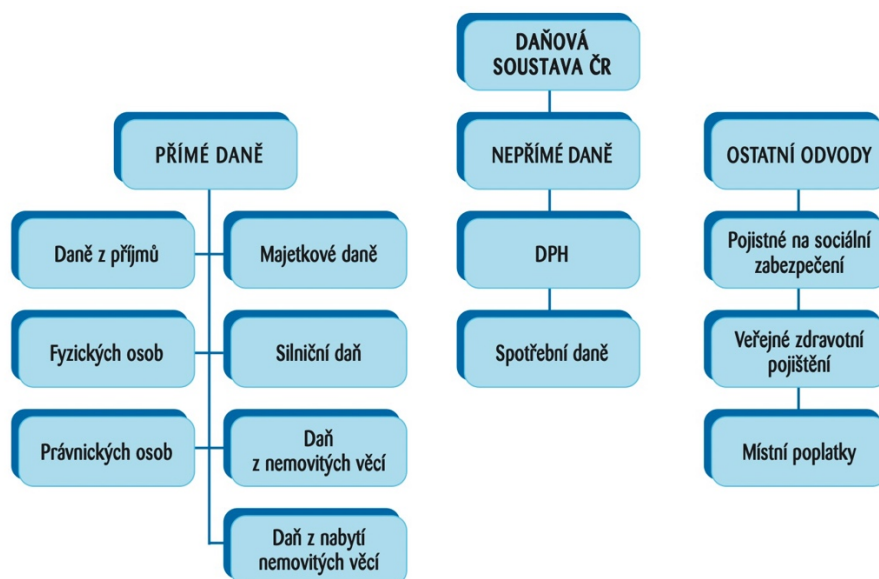 DAŇOVÁ
SOUSTAVA ČR
PŘÍMÉ DANĚ
NEPŘÍMÉ DANĚ
OSTATNÍ ODVODY
Daně z příjmů
Majetkové daně
DPH
Pojistné na sociální
zabezpečení
Fyzických osob
Silniční daň
Spotřební daně
Veřejné zdravotní
pojištění
Právnických osob
Daň
z nemovitých věcí
Místní poplatky
Daň z nabytí
nemovitých věcí